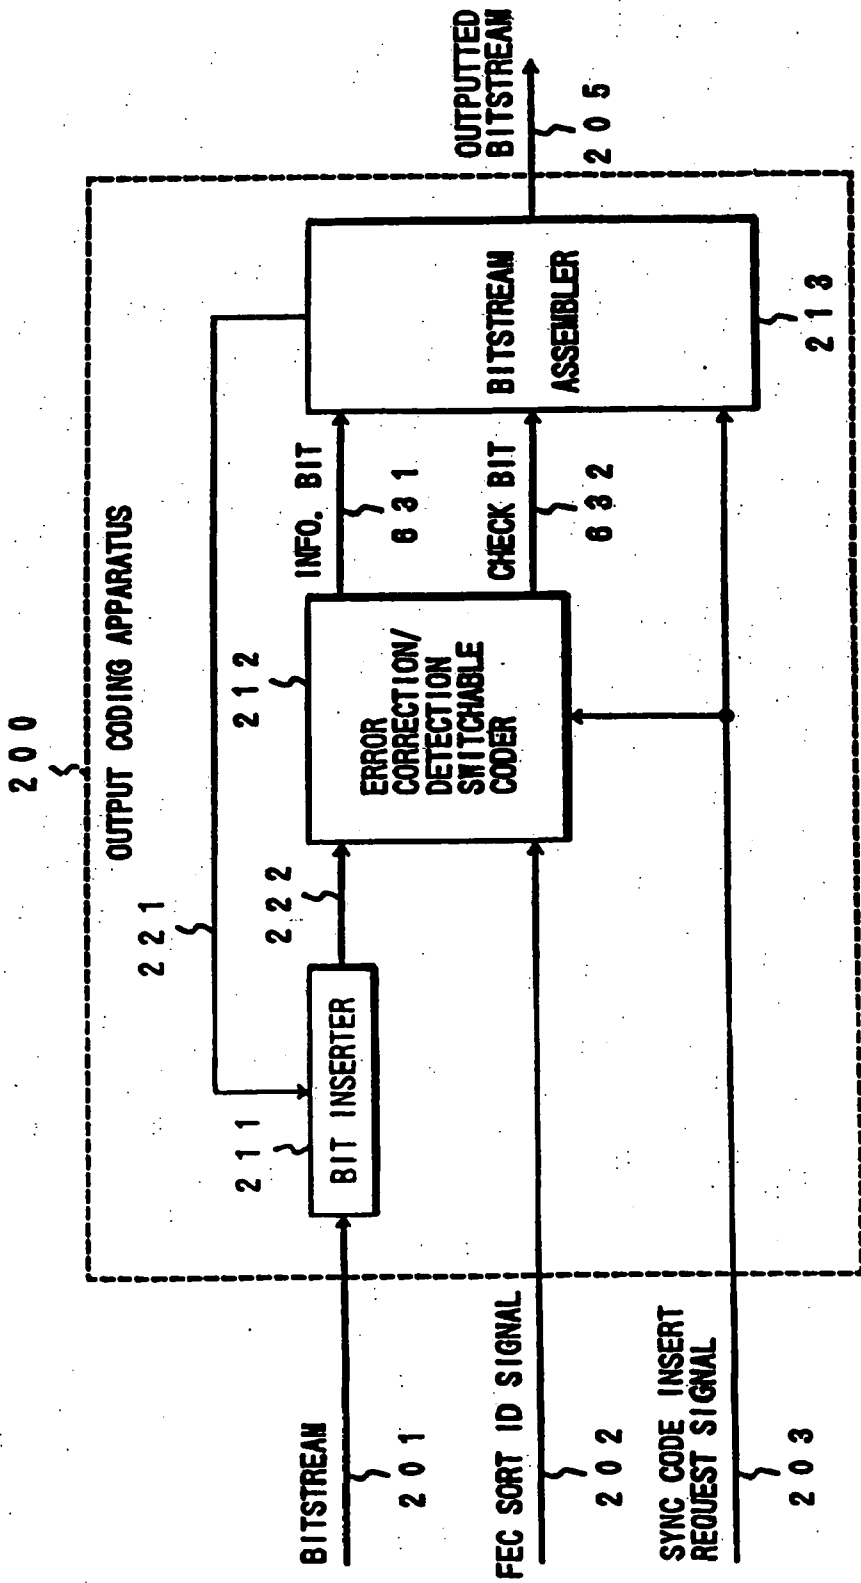 200
OUTPUT CODING APPARATUS
221
BITSTREAM
201
211
BIT INSERTER
222
212
ERROR
CORRECTION/
DETECTION
SWITCHABLE
CODER
INFO. BIT
631
CHECK BIT
632
BITSTREAM
ASSEMBLER
213
OUTPUTTED
BITSTREAM
205
FEC SORT ID SIGNAL
202
SYNC CODE INSERT
REQUEST SIGNAL
203